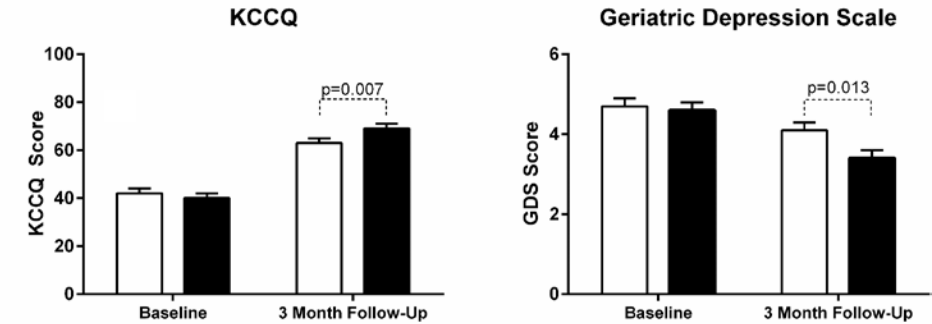 KCCQ
100
80
60
40
20
0
KCCQ Score
p=0.007
Baseline
3 Month Follow-Up
Geriatric Depression Scale
6
4
2
0
GDS Score
p=0.013
Baseline
3 Month Follow-Up